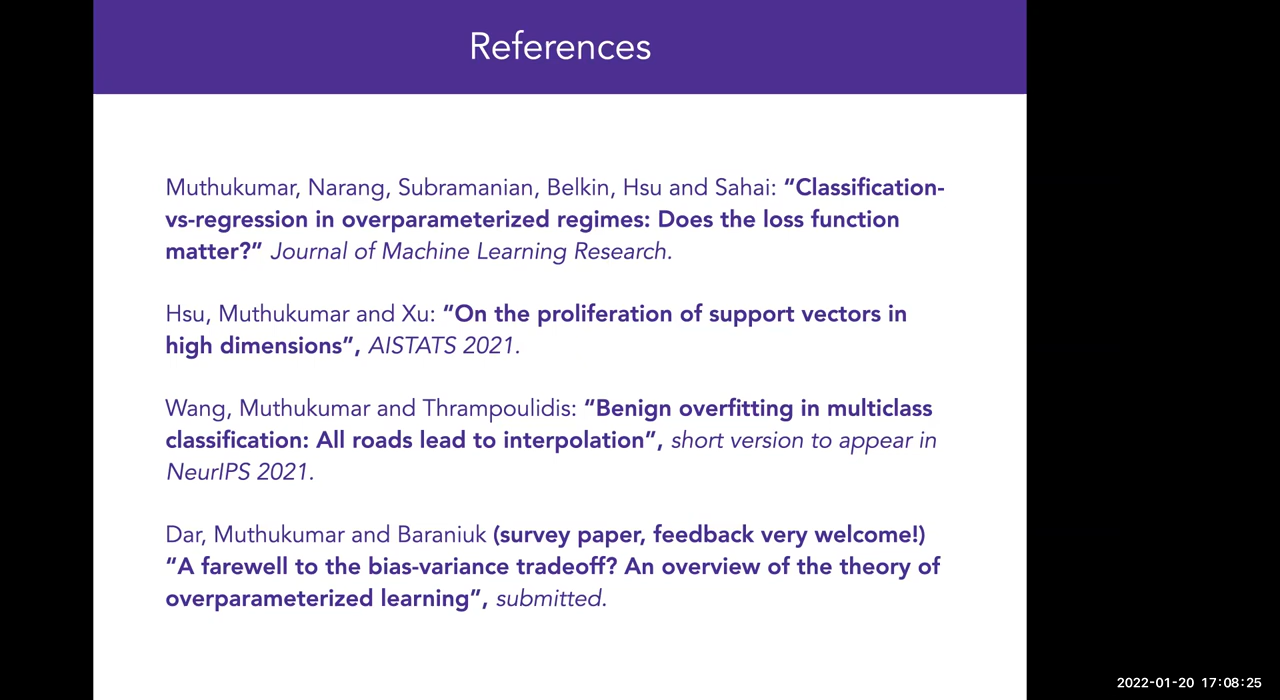 References
Muthukumar, Narang, Subramanian, Belkin, Hsu and Sahai: “Classification-
vs-regression in overparameterized regimes: Does the loss function
matter?” Journal of Machine Learning Research.
Hsu, Muthukumar and Xu: “On the proliferation of support vectors in
high dimensions”, AISTATS 2021.
Wang, Muthukumar and Thrampoulidis: “Benign overfitting in multiclass
classification: All roads lead to interpolation”, short version to appear in
NeurIPS 2021.
Dar, Muthukumar and Baraniuk (survey paper, feedback very welcome!)
“A farewell to the bias-variance tradeoff? An overview of the theory of
overparameterized learning”, submitted.
2022-01-20 17:08:25